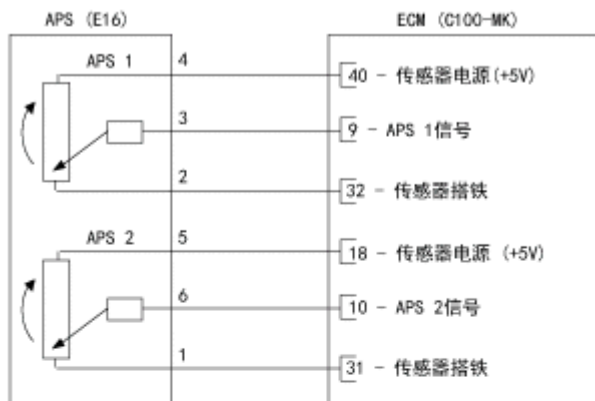 APS (E16)
ECM (C100-MK)
APS 1
4
40 - 传感器电源(+5V)
3
9 - APS 1信号
2
32 - 传感器搭铁
APS 2
5
18 - 传感器电源 (+5V)
6
10 - APS 2信号
1
31 - 传感器搭铁